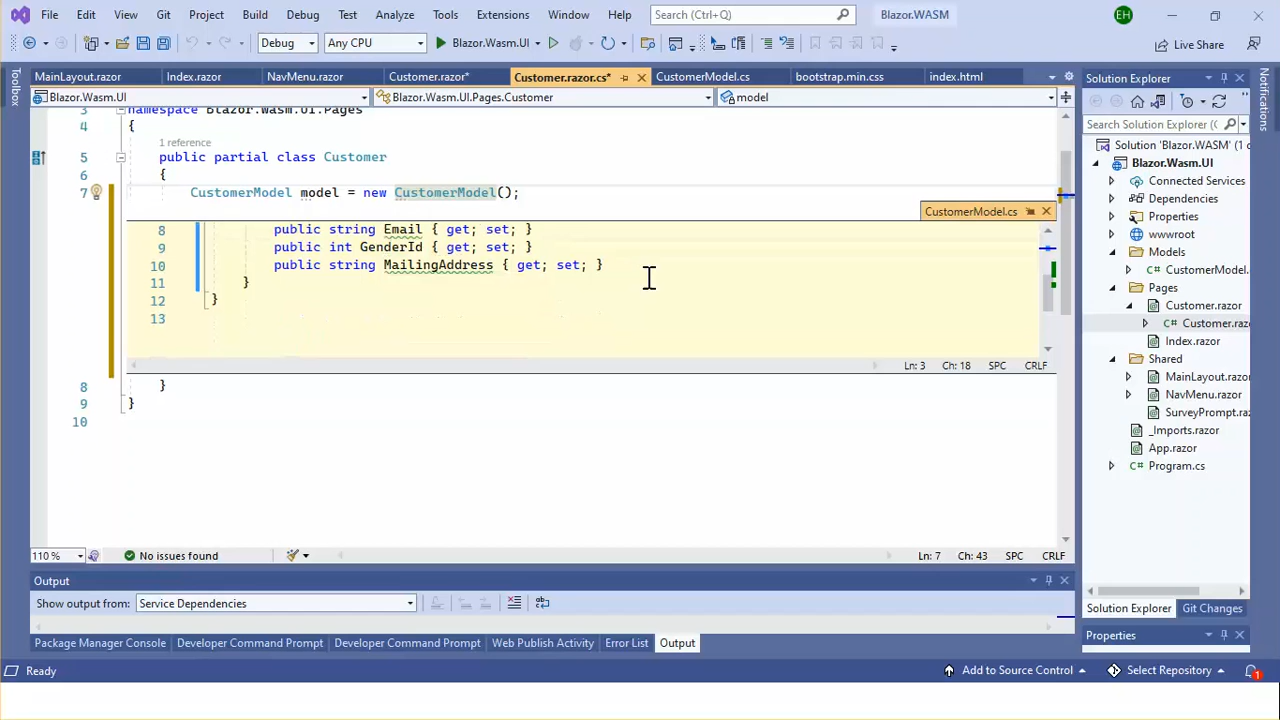 File Edit View Git Project Build Debug Test Analyze Tools Extensions Window Help Search (Ctrl+Q) Blazor.WASM EH
Debug Any CPU Blazor.Wasm.UI Live Share
Toolbox
MainLayout.razor Index.razor NavMenu.razor Customer.razor* Customer.razor.cs* CustomerModel.cs bootstrap.min.css index.html
Blazor.Wasm.UI Blazor.Wasm.UI.Pages.Customer model
3 namespace Blazor.Wasm.UI.Pages
4 {
1 reference
5 public partial class Customer
6 {
7 CustomerModel model = new CustomerModel();
CustomerModel.cs
8 public string Email { get; set; }
9 public int GenderId { get; set; }
10 public string MailingAddress { get; set; }
11 }
12 }
13
Ln: 3 Ch: 18 SPC CRLF
8 }
9 }
10
110 % No issues found Ln: 7 Ch: 43 SPC CRLF
Output
Show output from: Service Dependencies
Package Manager Console Developer Command Prompt Developer Command Prompt Web Publish Activity Error List Output
Solution Explorer
Search Solution Explorer (
Solution 'Blazor.WASM' (1
Blazor.Wasm.UI
Connected Services
Dependencies
Properties
wwwroot
Models
C# CustomerModel.
Pages
Customer.razor
C# Customer.raz
Index.razor
Shared
MainLayout.razor
NavMenu.razor
SurveyPrompt.raz
_Imports.razor
App.razor
C# Program.cs
Solution Explorer Git Changes
Properties
Notifications
Ready Add to Source Control Select Repository 1